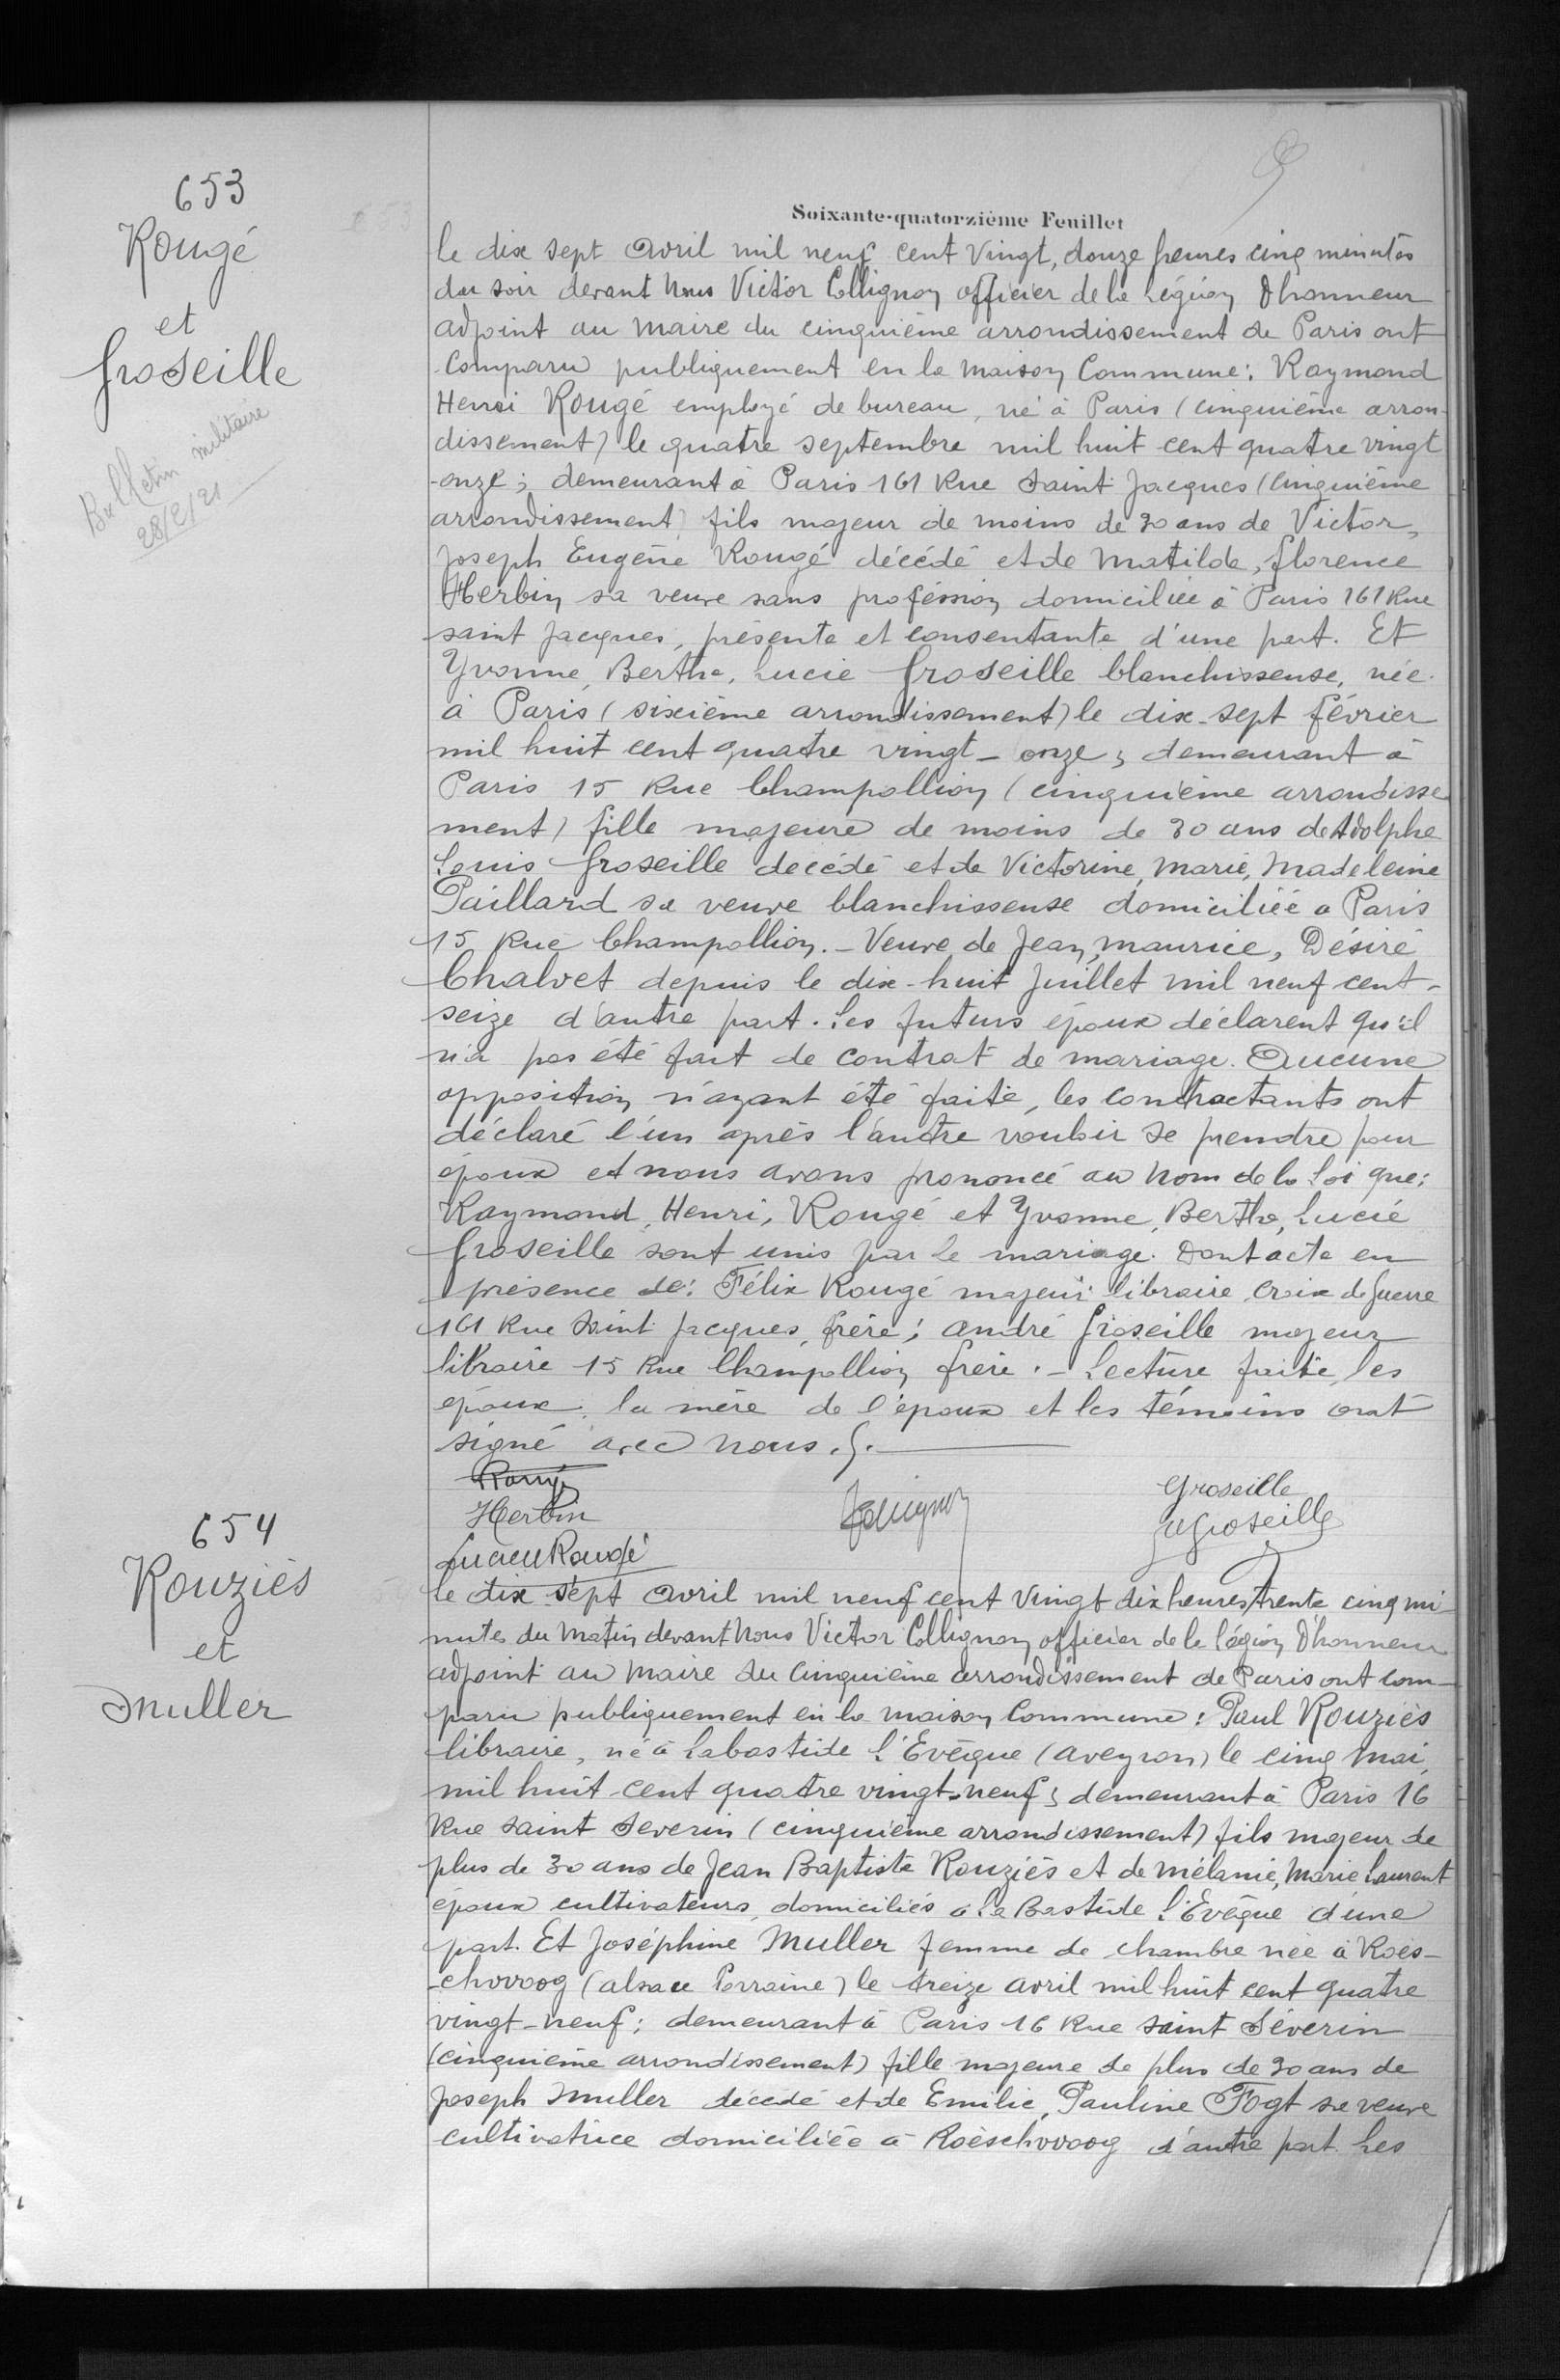 Soixante-quatorzième Feuillet
653
Rougé
et
Groseille
Bulletin militaire
28/2/21
le dix sept Avril mil neuf cent Vingt, douze heures cinq minutes
du soir devant Nous Victor Collignon officier de la Légion d'honneur
adjoint au Maire du cinquième arrondissement de Paris ont
Comparu publiquement en la Maison Commune: Raymond
Henri Rougé employé de bureau, né à Paris (cinquième arron-
dissement) le quatre septembre mil huit cent quatre vingt
-onze; demeurant à Paris 161 Rue Saint Jacques (cinquième
arrondissement) fils majeur de moins de 30 ans de Victor,
Joseph Eugène Rougé décédé et de Matilde, Florence
Herbin sa veuve sans proféssion domiciliée à Paris 161 Rue
saint Jacques, présente et consentante d'une part. Et
Yvonne, Berthe, Lucie Groseille blanchisseuse, née
à Paris (sixième arrondissement) le dix-sept février
mil huit cent quatre vingt-onze, demeurant à
Paris 15 Rue Champollion (cinquième arrondisse
ment) fille majeure de moins de 30 ans de Adolphe
Louis Groseille décédé et de Victorine, Marie, Madeleine
Paillard sa veuve blanchisseuse domiciliée a Paris
15 Rue Champollion. - Veuve de Jean, Maurice, Désiré
Chalvet depuis le dix-huit Juillet mil neuf cent-
seize d'autre part. Les futurs époux déclarent qu'il
n'a pas été fait de contrat de mariage. Aucune
opposition n'ayant été faite, les contractants ont
déclaré l'un après l'autre vouloir se prendre pour
époux et nous avons prononcé au Nom de la Loi que:
Raymond, Henri, Rougé et Yvonne, Berthe, Lucie
Groseille sont unis par le mariage. Dont acte en
présence de: Félix Rougé majeur libraire, croix de Guerre
161 Rue Saint Jacques, frère; André Groseille majeur
libraire 15 Rue Champollion frère. - Lecture faite, les
époux, la mère de l'époux et les témoins ont
signé avec nous.
Rougé
Herbin
Collignon
Groseille
AGroseille
Rougé
654
Rouziès
et
Muller
le dix sept Avril mil neuf cent Vingt dix heures trente cinq mi-
nutes du Matin devant Nous Victor Collignon officier de la légion d'honneur
adjoint au Maire du Cinquième arrondissement de Paris ont com-
paru publiquement en la maison Commune: Paul Rouziès
libraire, né à Labastide l'Evêque (Aveyron) le cinq Mai,
mil huit cent quatre vingt-neuf; demeurant à Paris 16
Rue Saint Severin (cinquième arrondissement) fils majeur de
plus de 30 ans de Jean Baptiste Rouziès et de Mélanie, Marie Laurent
époux cultivateurs, domiciliés à La Bastide l'Evêque d'une
part. Et Joséphine Muller femme de chambre née à Roès-
-chwoog (Alsace Lorraine) le treize avril mil huit cent quatre
vingt-neuf; demeurant à Paris 16 Rue Saint Séverin
(cinquième arrondissement) fille majeure de plus de 30 ans de
Joseph Muller décédé et de Emilie, Pauline Fogt sa veuve
cultivatrice domiciliée à Roèschwoog d'autre part. Les